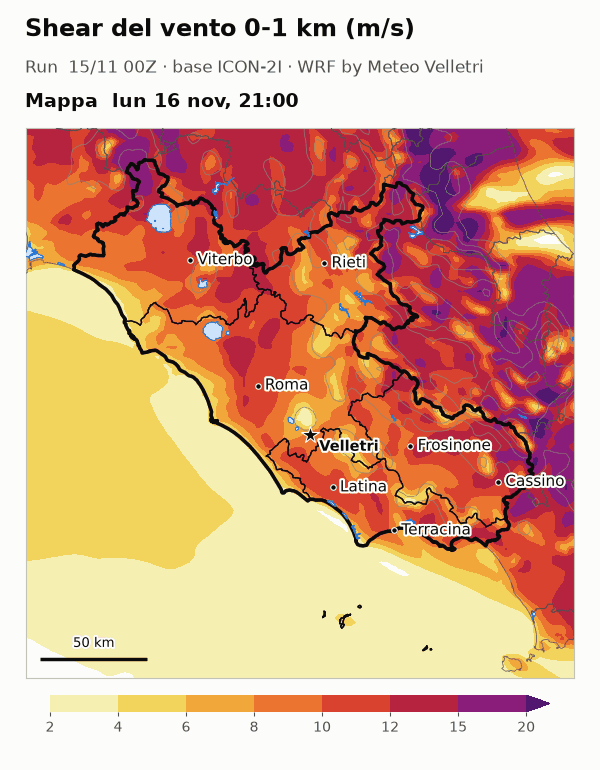 Shear del vento 0-1 km (m/s)
Run  15/11 00Z · base ICON-2I · WRF by Meteo Velletri
Mappa  lun 16 nov, 21:00
Viterbo
Rieti
Roma
Velletri
Frosinone
Latina
Cassino
Terracina
50 km
2 4 6 8 10 12 15 20